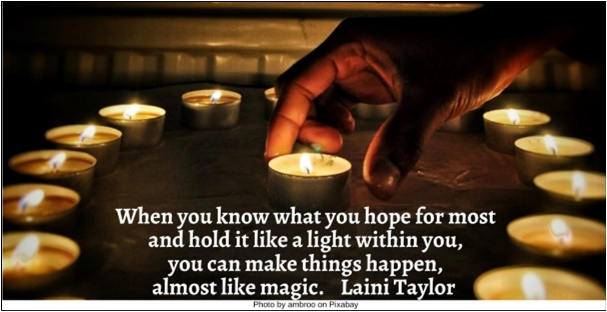 When you know what you hope for most
and hold it like a light within you,
you can make things happen,
almost like magic. Laini Taylor
Photo by ambroo on Pixabay